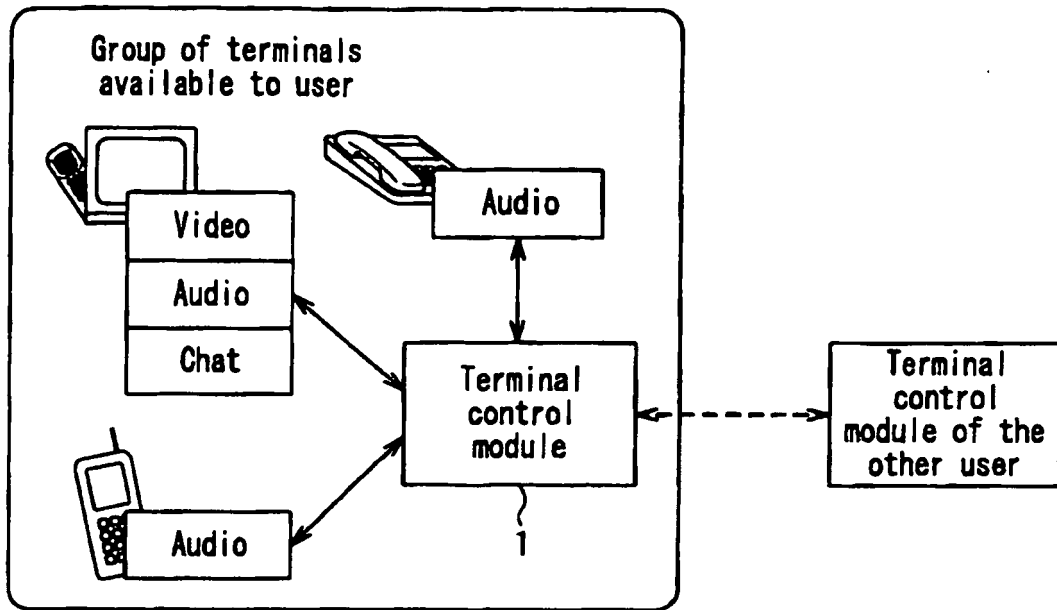 Group of terminals
available to user
Video
Audio
Chat
Audio
Audio
Terminal
control
module
1
Terminal
control
module of the
other user